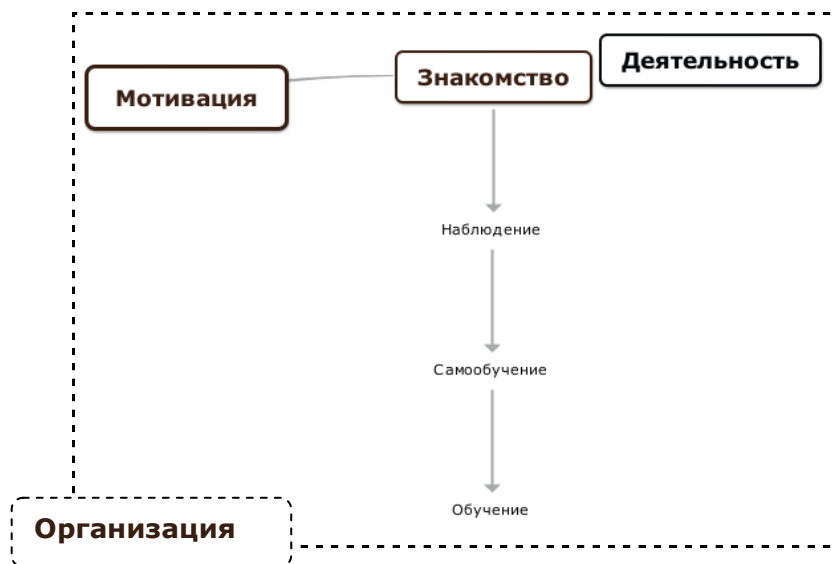 Мотивация
Знакомство
Деятельность
Наблюдение
Самообучение
Обучение
Организация